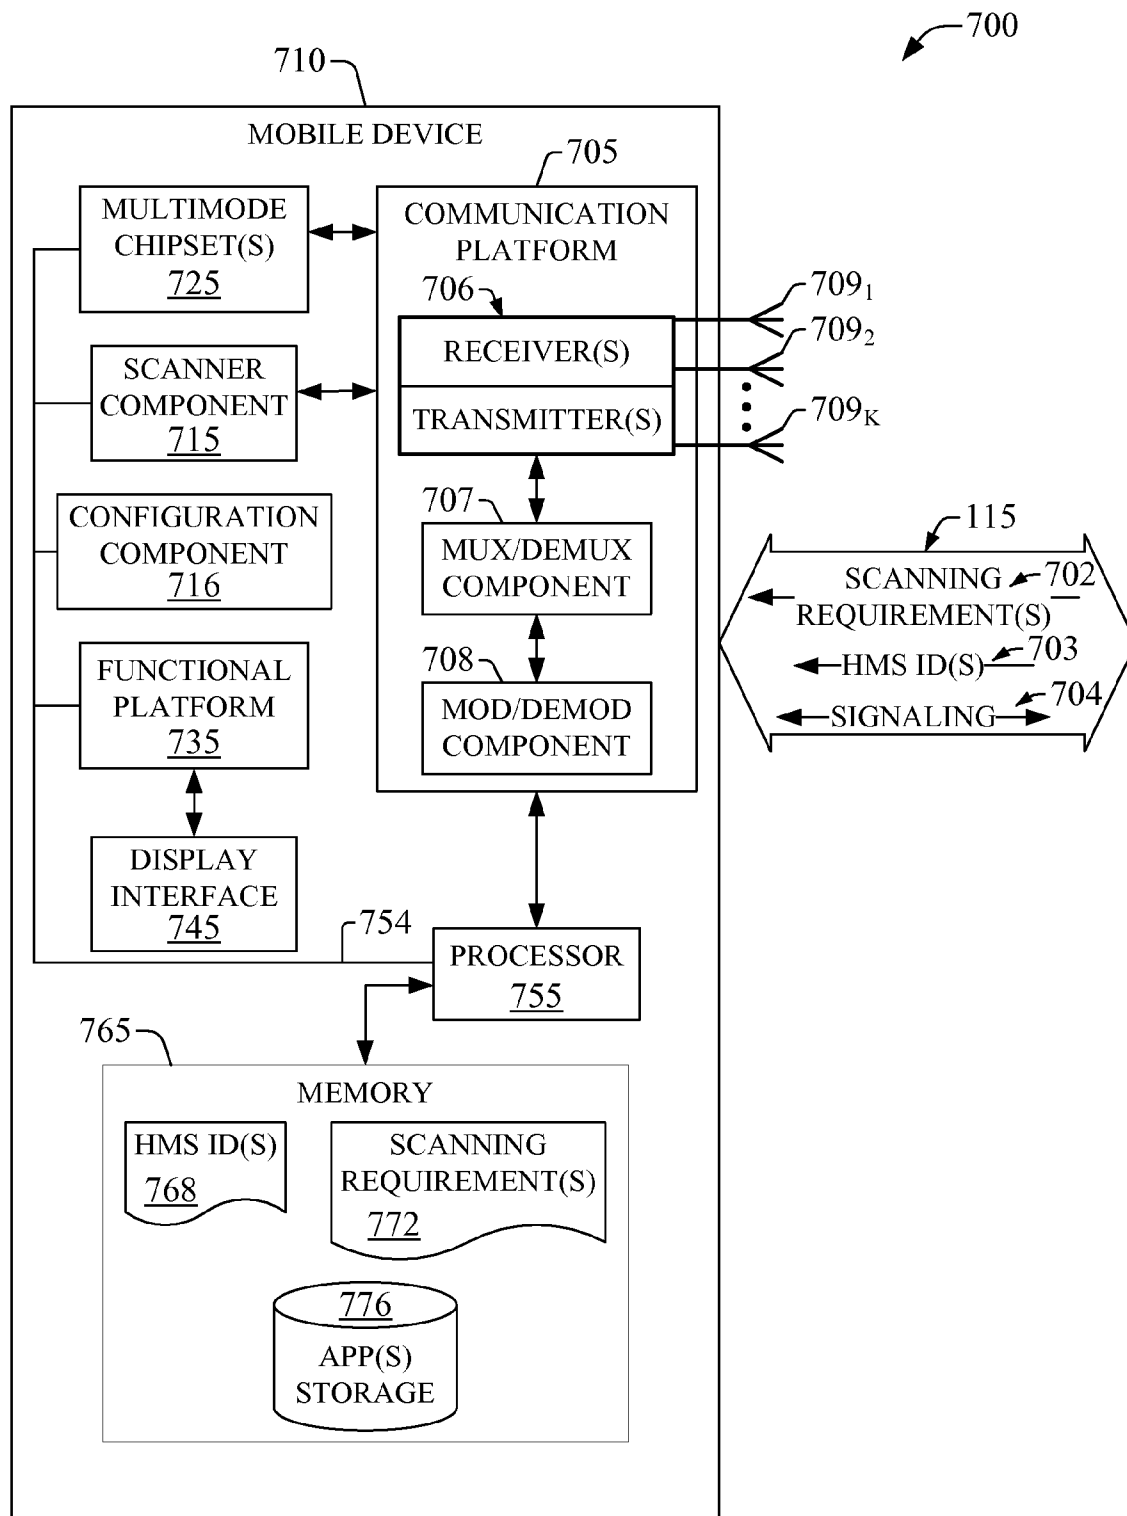 700
710
MOBILE DEVICE
705
MULTIMODE
CHIPSET(S)
725
COMMUNICATION
PLATFORM
706
RECEIVER(S)
TRANSMITTER(S)
709₁
709₂
709K
SCANNER
COMPONENT
715
CONFIGURATION
COMPONENT
716
707
MUX/DEMUX
COMPONENT
708
MOD/DEMOD
COMPONENT
115
SCANNING 702
REQUIREMENT(S)
HMS ID(S) 703
SIGNALING 704
FUNCTIONAL
PLATFORM
735
DISPLAY
INTERFACE
745
754
PROCESSOR
755
765
MEMORY
HMS ID(S)
768
SCANNING
REQUIREMENT(S)
772
776
APP(S)
STORAGE